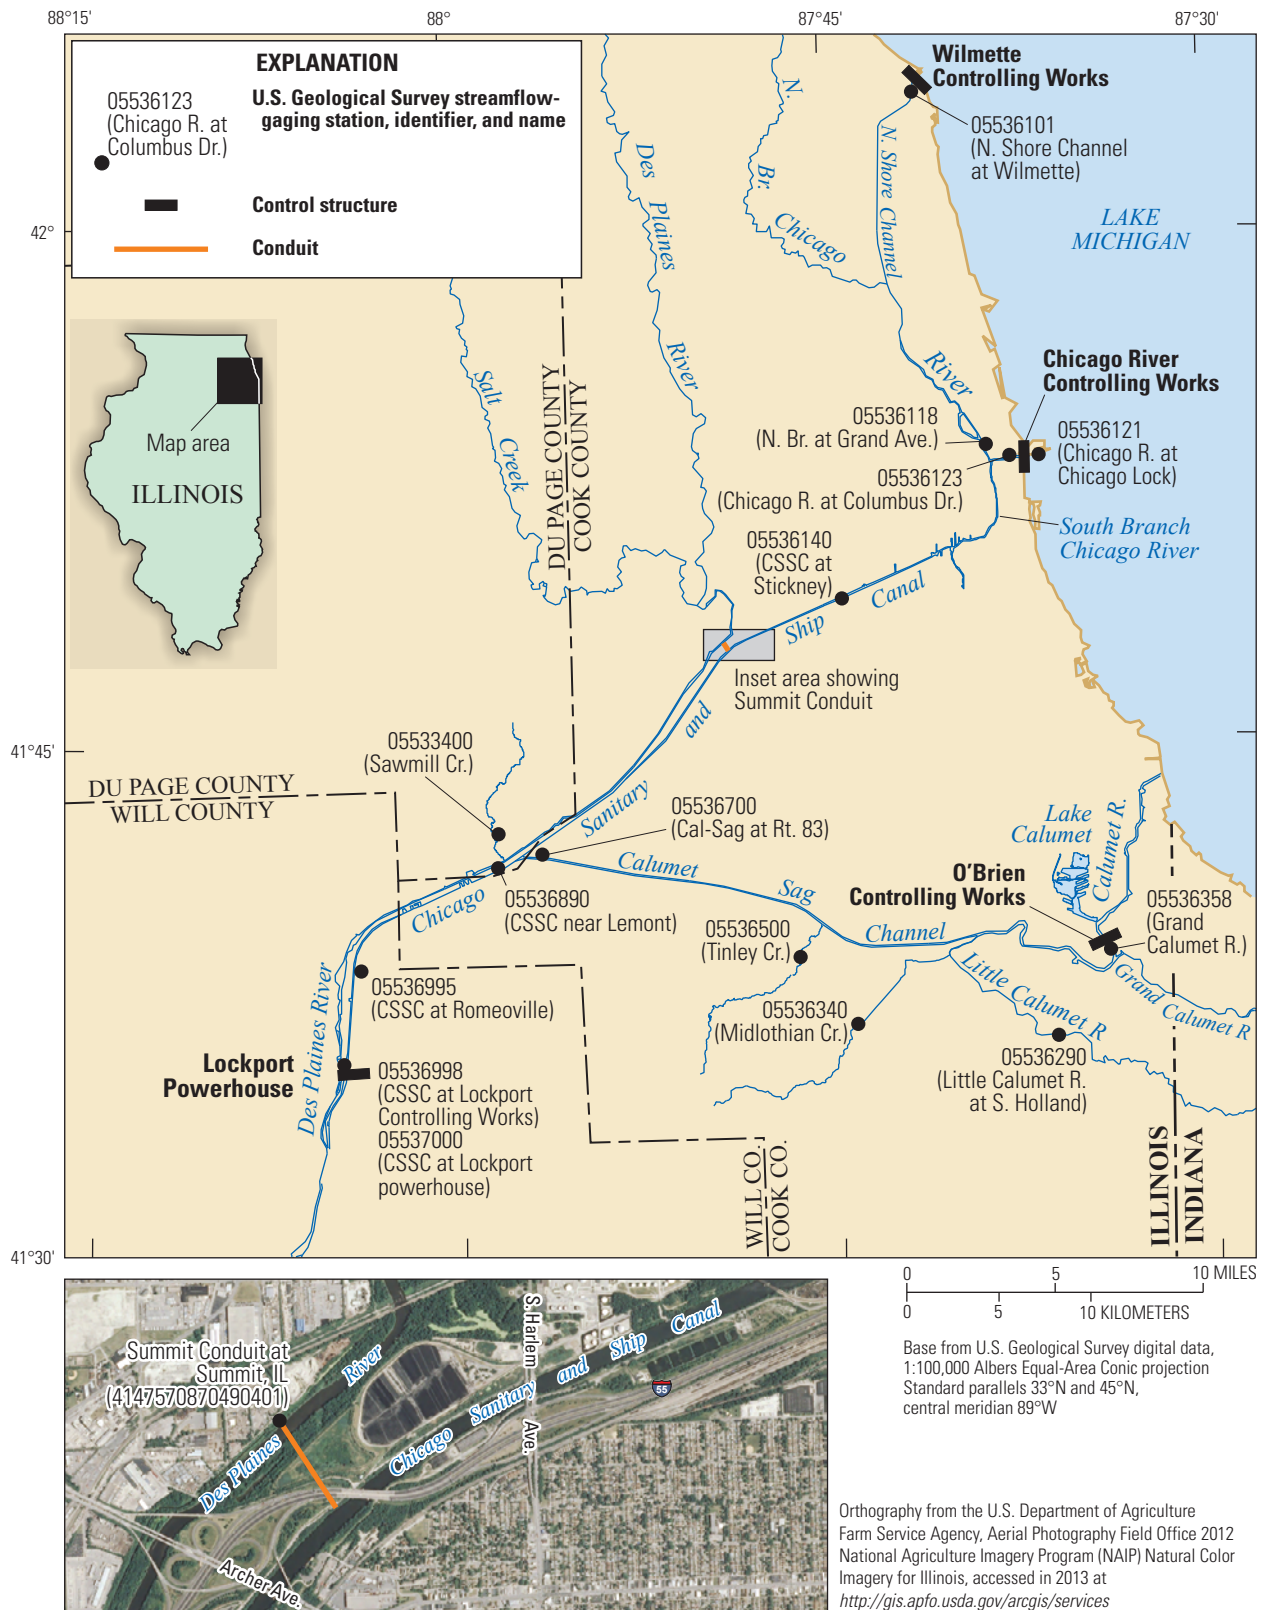 88°15'
88°
87°45'
87°30'
EXPLANATION
05536123
(Chicago R. at
Columbus Dr.)
U.S. Geological Survey streamflow-
gaging station, identifier, and name
Control structure
Conduit
42°
41°45'
41°30'
Map area
ILLINOIS
Wilmette
Controlling Works
05536101
(N. Shore Channel
at Wilmette)
LAKE
MICHIGAN
N. Shore Channel
N. Br. Chicago River
Des Plaines River
Salt Creek
DU PAGE COUNTY
COOK COUNTY
Chicago River
Controlling Works
05536118
(N. Br. at Grand Ave.)
05536121
(Chicago R. at
Chicago Lock)
05536123
(Chicago R. at Columbus Dr.)
South Branch
Chicago River
05536140
(CSSC at
Stickney)
Chicago Sanitary and Ship Canal
Inset area showing
Summit Conduit
05533400
(Sawmill Cr.)
DU PAGE COUNTY
WILL COUNTY
05536700
(Cal-Sag at Rt. 83)
Calumet Sag Channel
Lake
Calumet
Calumet R.
O'Brien
Controlling Works
05536358
(Grand
Calumet R.)
05536890
(CSSC near Lemont)
05536500
(Tinley Cr.)
05536995
(CSSC at Romeoville)
05536340
(Midlothian Cr.)
Little Calumet R
Grand Calumet R
05536290
(Little Calumet R.
at S. Holland)
Des Plaines River
Lockport
Powerhouse
05536998
(CSSC at Lockport
Controlling Works)
05537000
(CSSC at Lockport
powerhouse)
WILL CO.
COOK CO.
ILLINOIS
INDIANA
0 5 10 MILES
0 5 10 KILOMETERS
Base from U.S. Geological Survey digital data,
1:100,000 Albers Equal-Area Conic projection
Standard parallels 33°N and 45°N,
central meridian 89°W
Summit Conduit at
Summit, IL
(414757087049040​1)
Des Plaines River
S. Harlem Ave.
Chicago Sanitary and Ship Canal
55
Archer Ave.
Orthography from the U.S. Department of Agriculture
Farm Service Agency, Aerial Photography Field Office 2012
National Agriculture Imagery Program (NAIP) Natural Color
Imagery for Illinois, accessed in 2013 at
http://gis.apfo.usda.gov/arcgis/services